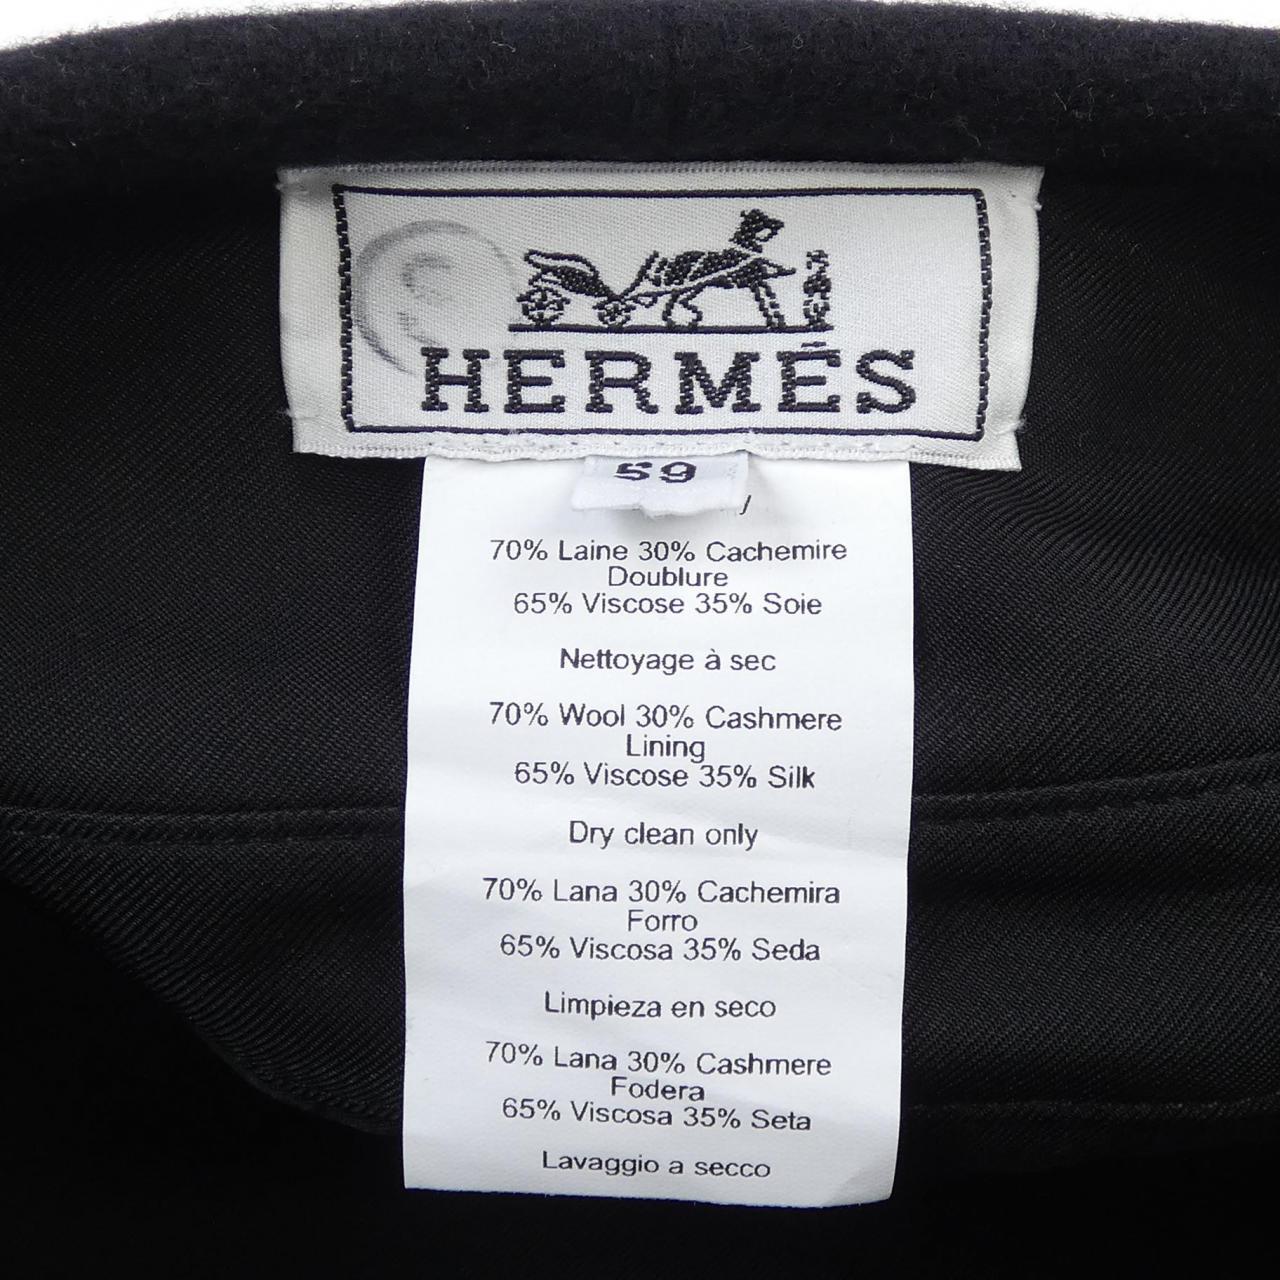 HERMÈS
59
/
70% Laine 30% Cachemire
Doublure
65% Viscose 35% Soie
Nettoyage à sec
70% Wool 30% Cashmere
Lining
65% Viscose 35% Silk
Dry clean only
70% Lana 30% Cachemira
Forro
65% Viscosa 35% Seda
Limpieza en seco
70% Lana 30% Cashmere
Fodera
65% Viscosa 35% Seta
Lavaggio a secco